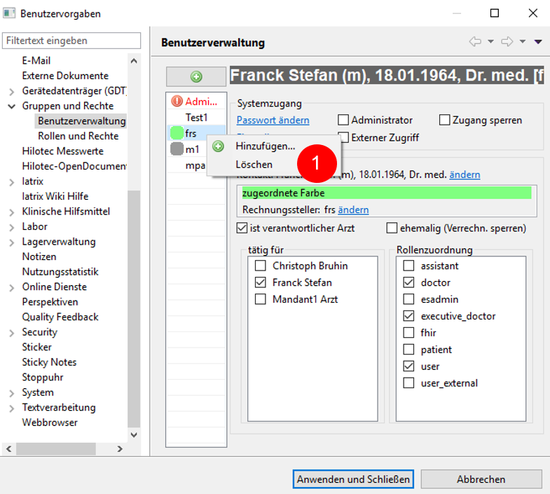 Benutzervorgaben
Filtertext eingeben
E-Mail
Externe Dokumente
Gerätedatenträger (GDT)
Gruppen und Rechte
Benutzerverwaltung
Rollen und Rechte
Hilotec Messwerte
Hilotec-OpenDocument
Iatrix
Iatrix Wiki Hilfe
Klinische Hilfsmittel
Labor
Lagerverwaltung
Notizen
Nutzungsstatistik
Online Dienste
Perspektiven
Quality Feedback
Security
Sticker
Sticky Notes
Stoppuhr
System
Textverarbeitung
Webbrowser
Benutzerverwaltung
Admi...
Test1
frs
m1
mpa
Franck Stefan (m), 18.01.1964, Dr. med. [f
Systemzugang
Passwort ändern
Administrator
Zugang sperren
Externer Zugriff
Hinzufügen...
Löschen
1
(m), 18.01.1964, Dr. med. ändern
zugeordnete Farbe
Rechnungssteller: frs ändern
ist verantwortlicher Arzt
ehemalig (Verrechn. sperren)
tätig für
Christoph Bruhin
Franck Stefan
Mandant1 Arzt
Rollenzuordnung
assistant
doctor
esadmin
executive_doctor
fhir
patient
user
user_external
Anwenden und Schließen
Abbrechen